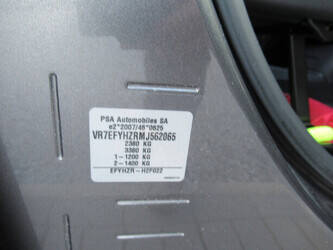 PSA Automobiles SA
e2*2007/46*0625
VR7EFYHZRMJ562065
2380 KG
3380 KG
1-1200 KG
2-1400 KG
EFYHZR-H2F022